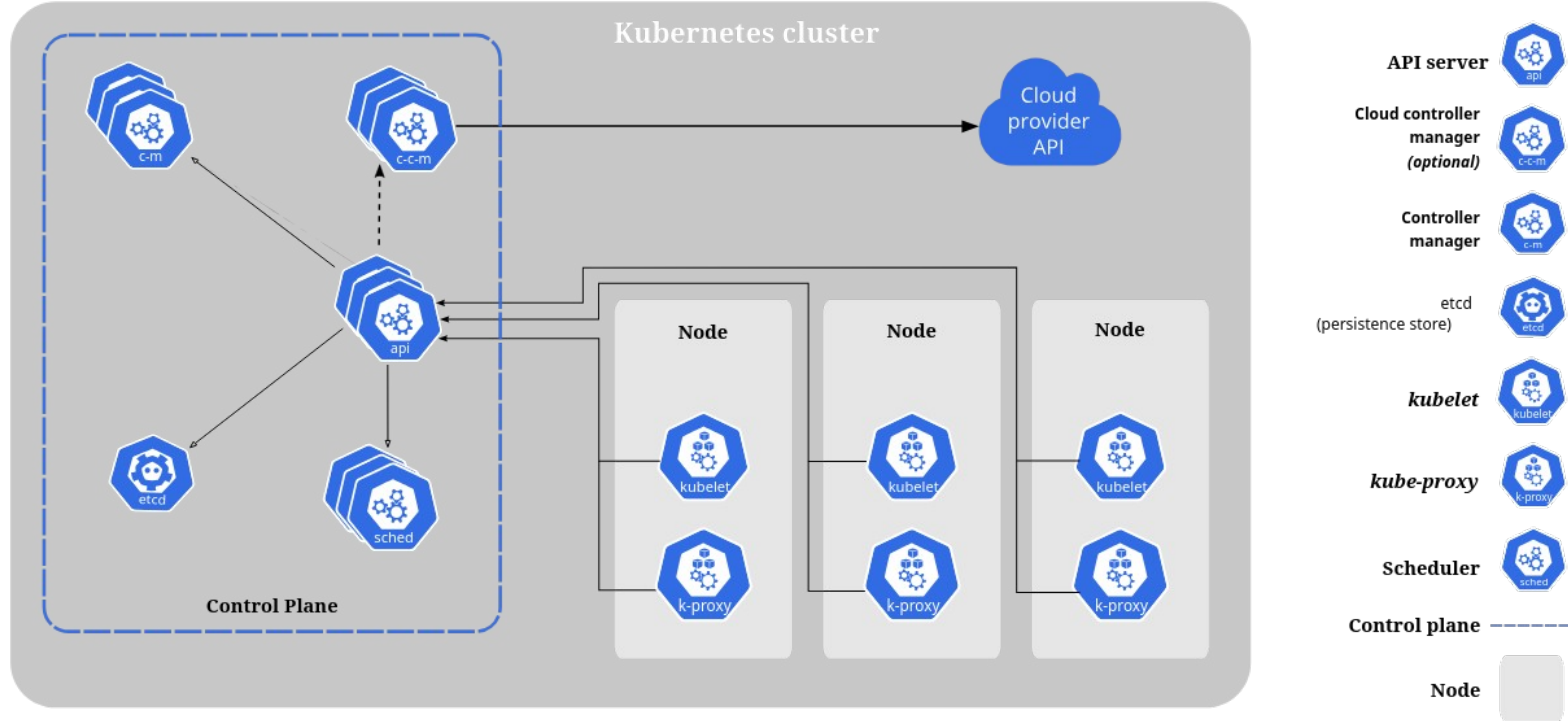 Kubernetes cluster
c-m
c-c-m
Cloud
provider
API
api
Node
Node
Node
etcd
sched
kubelet
kubelet
kubelet
k-proxy
k-proxy
k-proxy
Control Plane
API server
api
Cloud controller
manager
(optional)
c-c-m
Controller
manager
c-m
etcd
(persistence store)
etcd
kubelet
kubelet
kube-proxy
k-proxy
Scheduler
sched
Control plane
Node